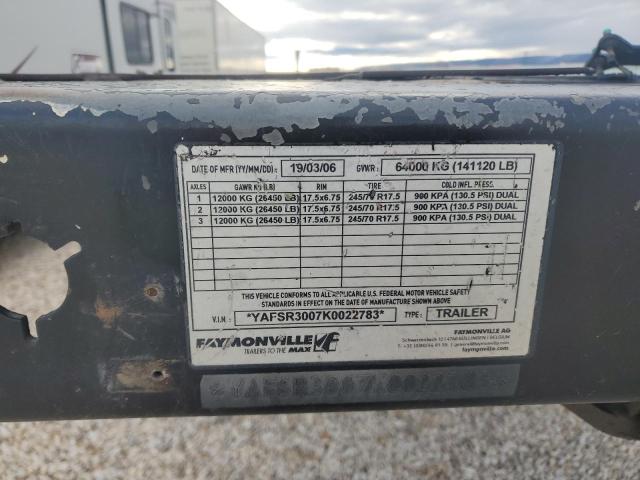 DATE OF MFR (YY/MM/DD): 19/03/06 GVWR: 64000 KG (141120 LB)
AXLES GAWR KG (LB) RIM TIRE COLD INFL. PRESS.
1 12000 KG (26450 LB) 17.5x6.75 245/70 R17.5 900 KPA (130.5 PSI) DUAL
2 12000 KG (26450 LB) 17.5x6.75 245/70 R17.5 900 KPA (130.5 PSI) DUAL
3 12000 KG (26450 LB) 17.5x6.75 245/70 R17.5 900 KPA (130.5 PSI) DUAL
THIS VEHICLE CONFORMS TO ALL APPLICABLE U.S. FEDERAL MOTOR VEHICLE SAFETY
STANDARDS IN EFFECT ON THE DATE OF MANUFACTURE SHOWN ABOVE
V.I.N.: *YAFSR3007K0022783* TYPE: TRAILER
FAYMONVILLE
TRAILERS TO THE MAX
FAYMONVILLE AG
www.faymonville.com
YAFSR3007K00